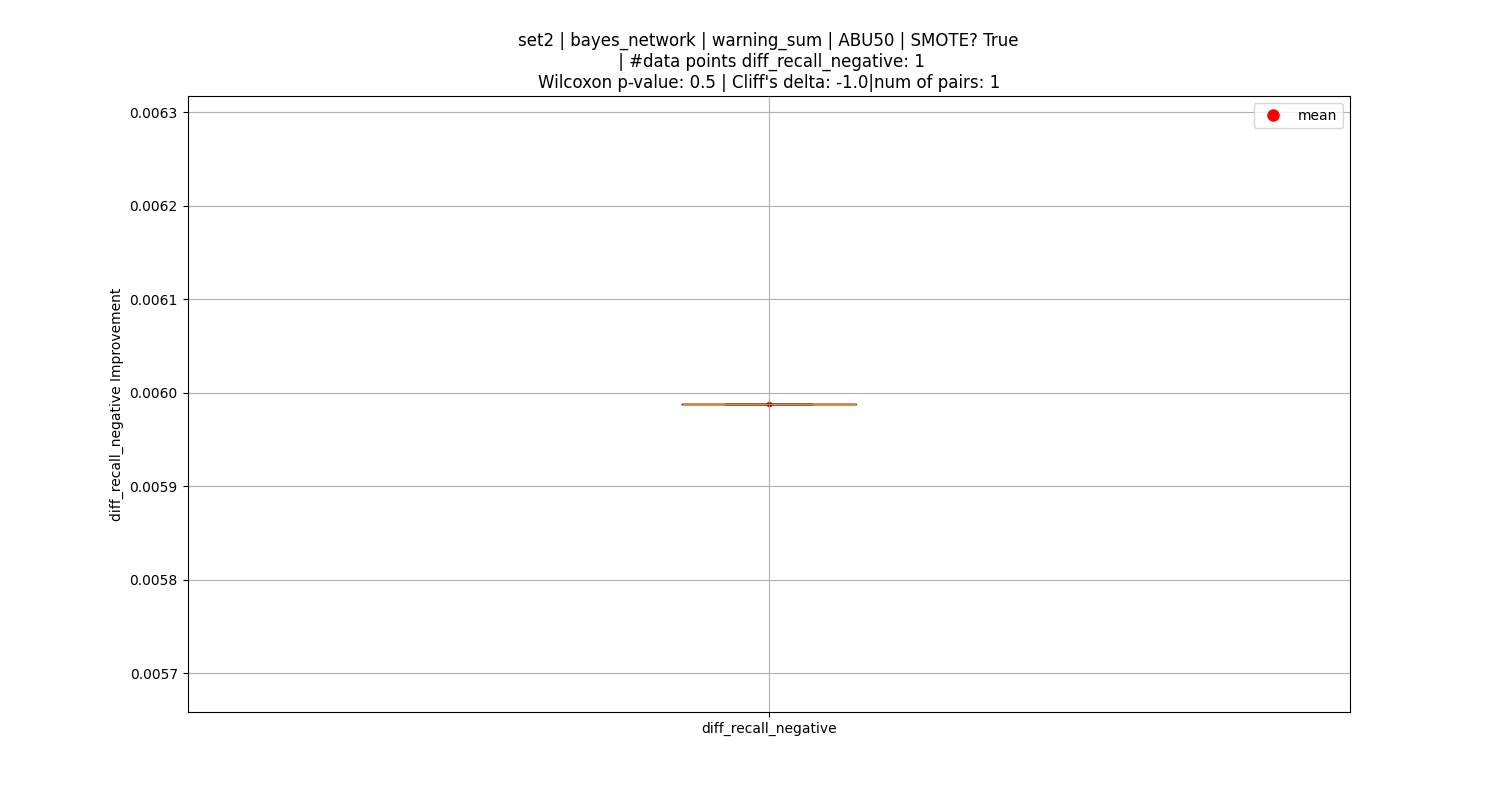 set2 | bayes_network | warning_sum | ABU50 | SMOTE? True
| #data points diff_recall_negative: 1
Wilcoxon p-value: 0.5 | Cliff's delta: -1.0|num of pairs: 1
mean
0.0063
0.0062
0.0061
0.0060
0.0059
0.0058
0.0057
diff_recall_negative Improvement
diff_recall_negative